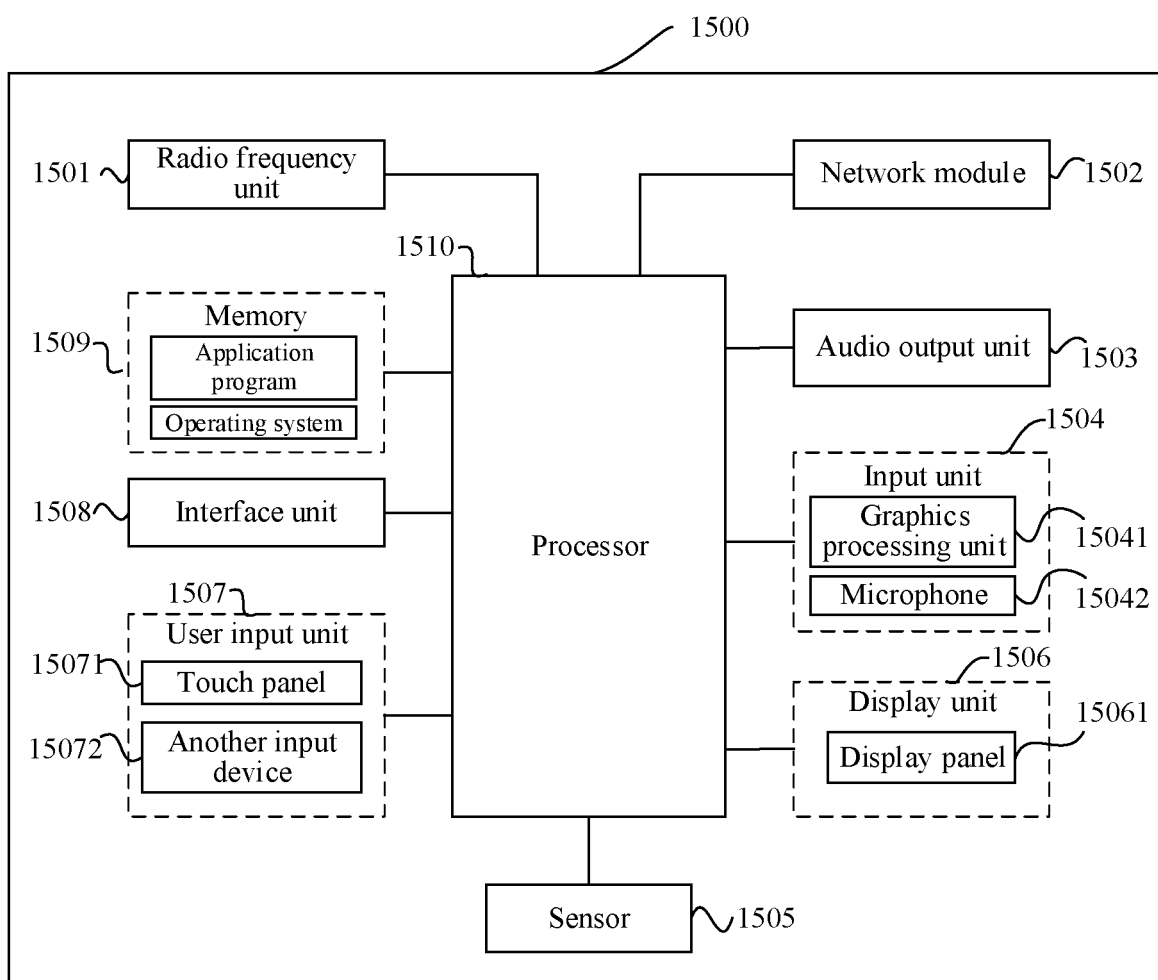 1500
1501
Radio frequency
unit
Network module
1502
1510
Memory
1509
Application
program
Operating system
Audio output unit
1503
1504
Input unit
Graphics
processing unit
15041
Microphone
15042
1508
Interface unit
Processor
1507
User input unit
15071
Touch panel
15072
Another input
device
1506
Display unit
15061
Display panel
Sensor
1505